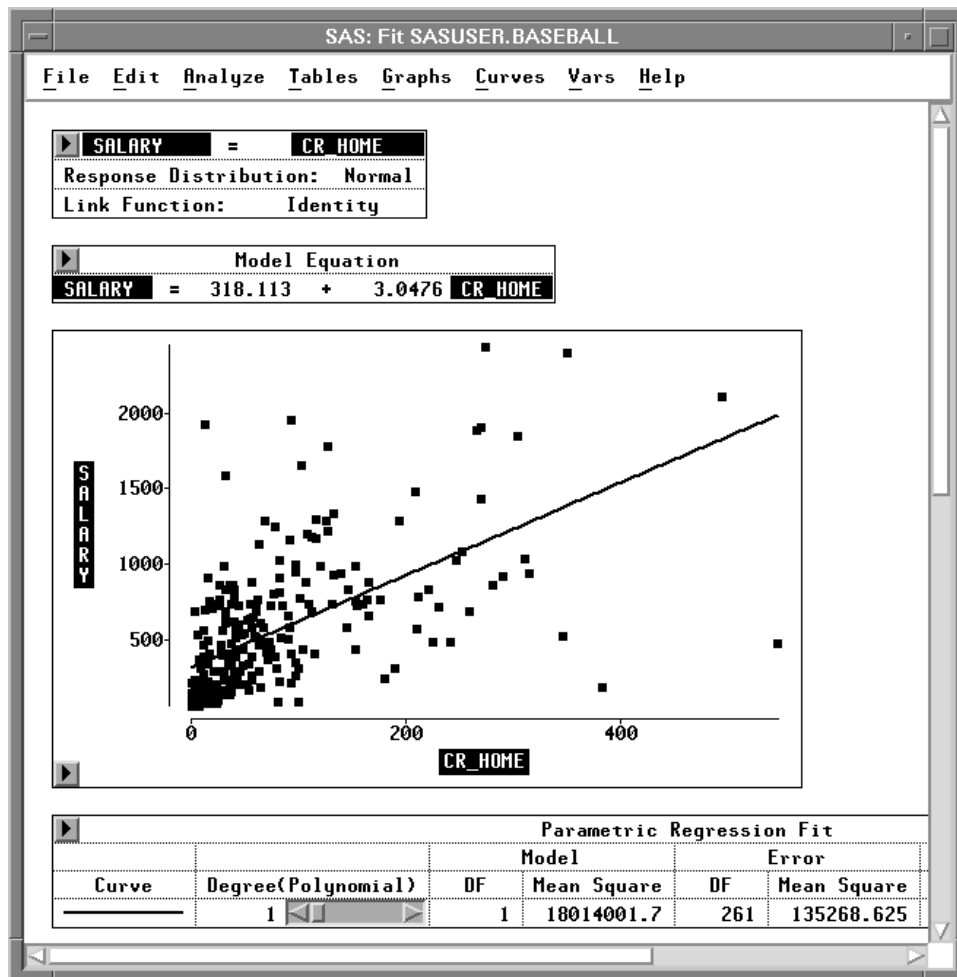 SAS: Fit SASUSER.BASEBALL
File Edit Analyze Tables Graphs Curves Vars Help
SALARY = CR_HOME
Response Distribution: Normal
Link Function: Identity
Model Equation
SALARY = 318.113 + 3.0476 CR_HOME
2000
1500
1000
500
SALARY
0 200 400
CR_HOME
Parametric Regression Fit
Model Error
Curve Degree(Polynomial) DF Mean Square DF Mean Square
1 1 18014001.7 261 135268.625